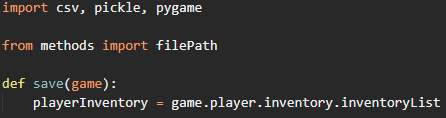 import csv, pickle, pygame
from methods import filePath
def save(game):
    playerInventory = game.player.inventory.inventoryList